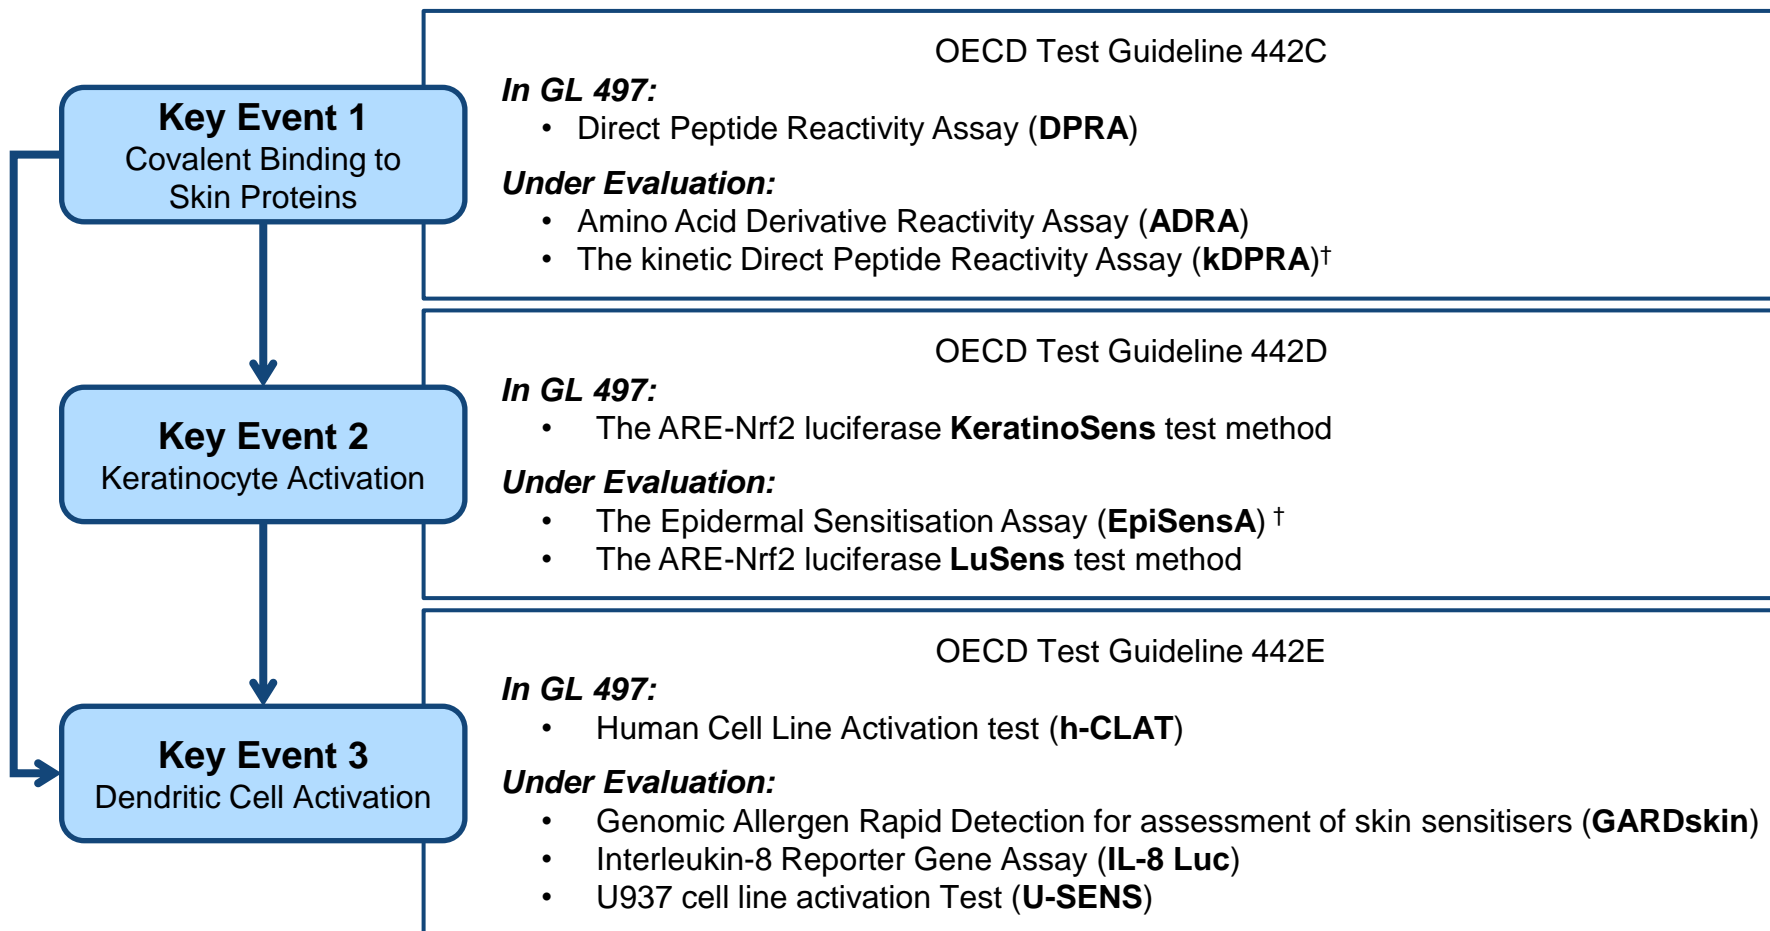 Key Event 1
Covalent Binding to
Skin Proteins
OECD Test Guideline 442C
In GL 497:
• Direct Peptide Reactivity Assay (DPRA)
Under Evaluation:
• Amino Acid Derivative Reactivity Assay (ADRA)
• The kinetic Direct Peptide Reactivity Assay (kDPRA)†
Key Event 2
Keratinocyte Activation
OECD Test Guideline 442D
In GL 497:
• The ARE-Nrf2 luciferase KeratinoSens test method
Under Evaluation:
• The Epidermal Sensitisation Assay (EpiSensA) †
• The ARE-Nrf2 luciferase LuSens test method
Key Event 3
Dendritic Cell Activation
OECD Test Guideline 442E
In GL 497:
• Human Cell Line Activation test (h-CLAT)
Under Evaluation:
• Genomic Allergen Rapid Detection for assessment of skin sensitisers (GARDskin)
• Interleukin-8 Reporter Gene Assay (IL-8 Luc)
• U937 cell line activation Test (U-SENS)